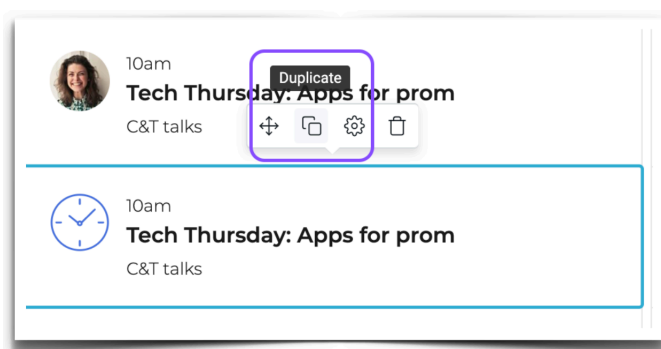 10am
Duplicate
Tech Thursday: Apps for prom
C&T talks
10am
Tech Thursday: Apps for prom
C&T talks